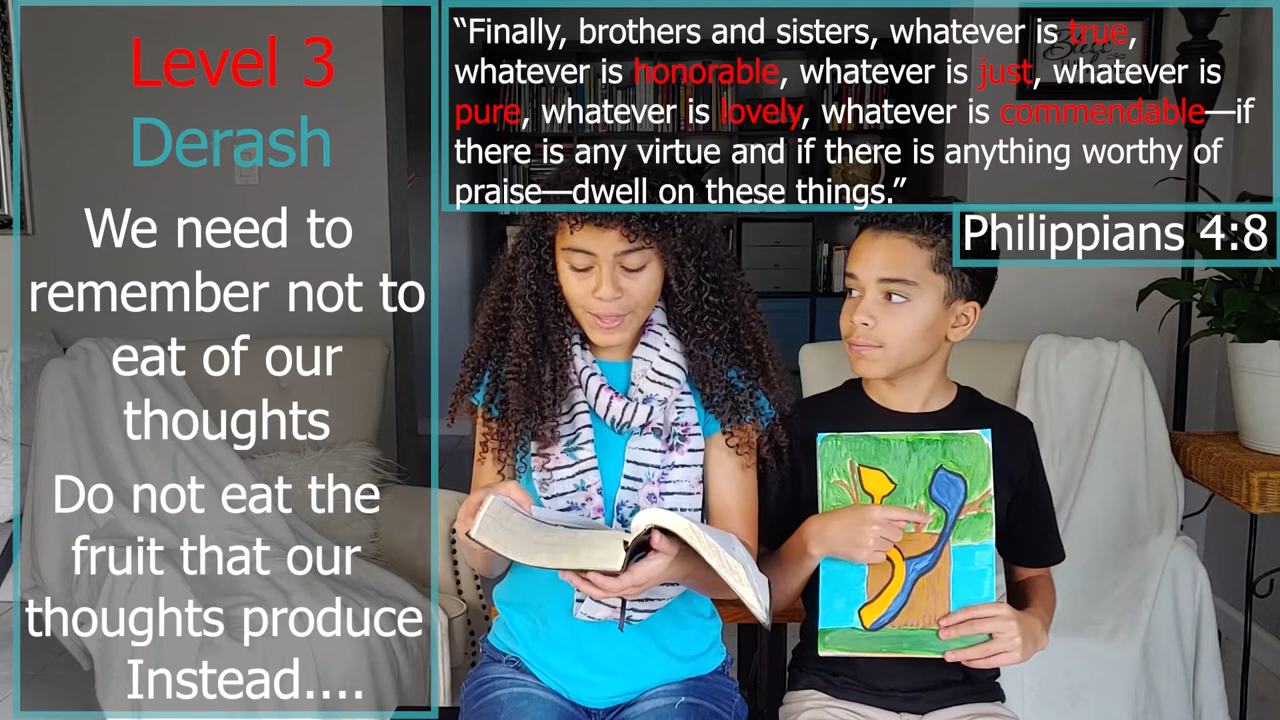 Level 3
Derash
We need to
remember not to
eat of our
thoughts
Do not eat the
fruit that our
thoughts produce
Instead....
“Finally, brothers and sisters, whatever is true,
whatever is honorable, whatever is just, whatever is
pure, whatever is lovely, whatever is commendable—if
there is any virtue and if there is anything worthy of
praise—dwell on these things.”
Philippians 4:8